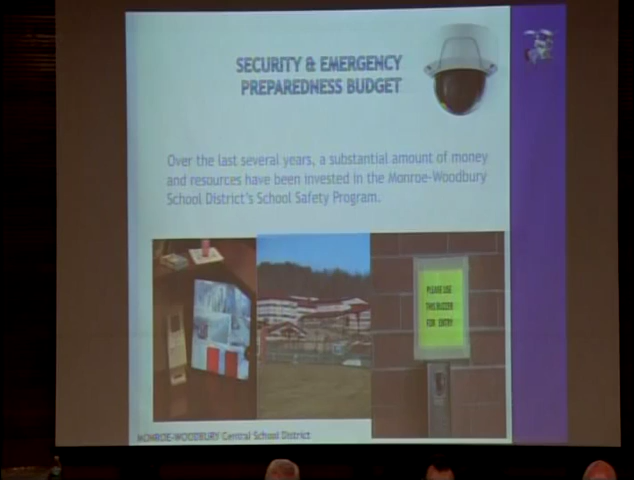 SECURITY & EMERGENCY
PREPAREDNESS BUDGET
Over the last several years, a substantial amount of money
and resources have been invested in the Monroe-Woodbury
School District's School Safety Program.
PLEASE USE
THIS BUZZER
FOR ENTRY
MONROE-WOODBURY Central School District